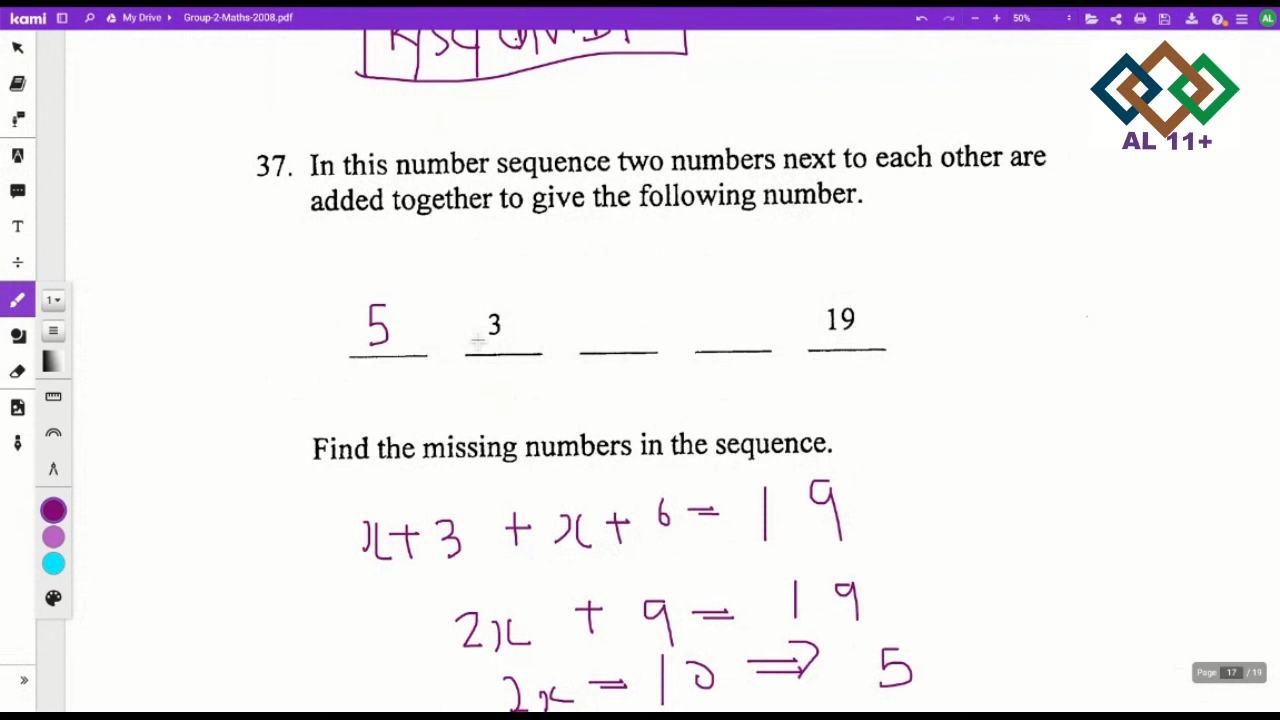 kami My Drive Group-2-Maths-2008.pdf 50% AL
AL 11+
37. In this number sequence two numbers next to each other are
added together to give the following number.
5 3 19
Find the missing numbers in the sequence.
x+3 + x+6 = 19
2x + 9 = 19
2x = 10 ⇒ 5
Page 17 / 19